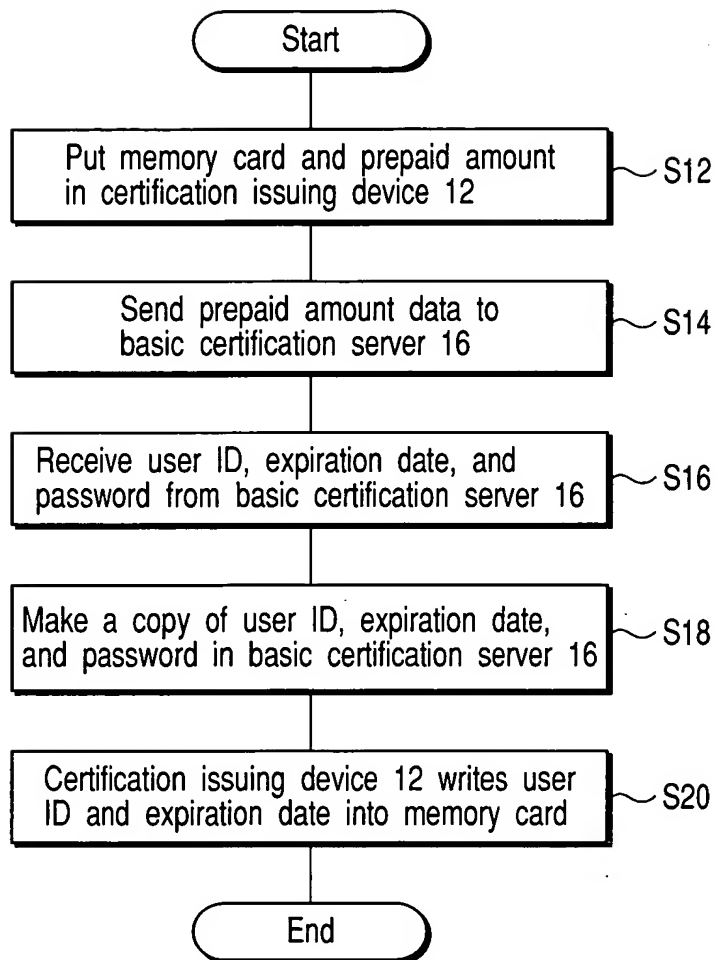 Start
Put memory card and prepaid amount
in certification issuing device 12
S12
Send prepaid amount data to
basic certification server 16
S14
Receive user ID, expiration date, and
password from basic certification server 16
S16
Make a copy of user ID, expiration date,
and password in basic certification server 16
S18
Certification issuing device 12 writes user
ID and expiration date into memory card
S20
End